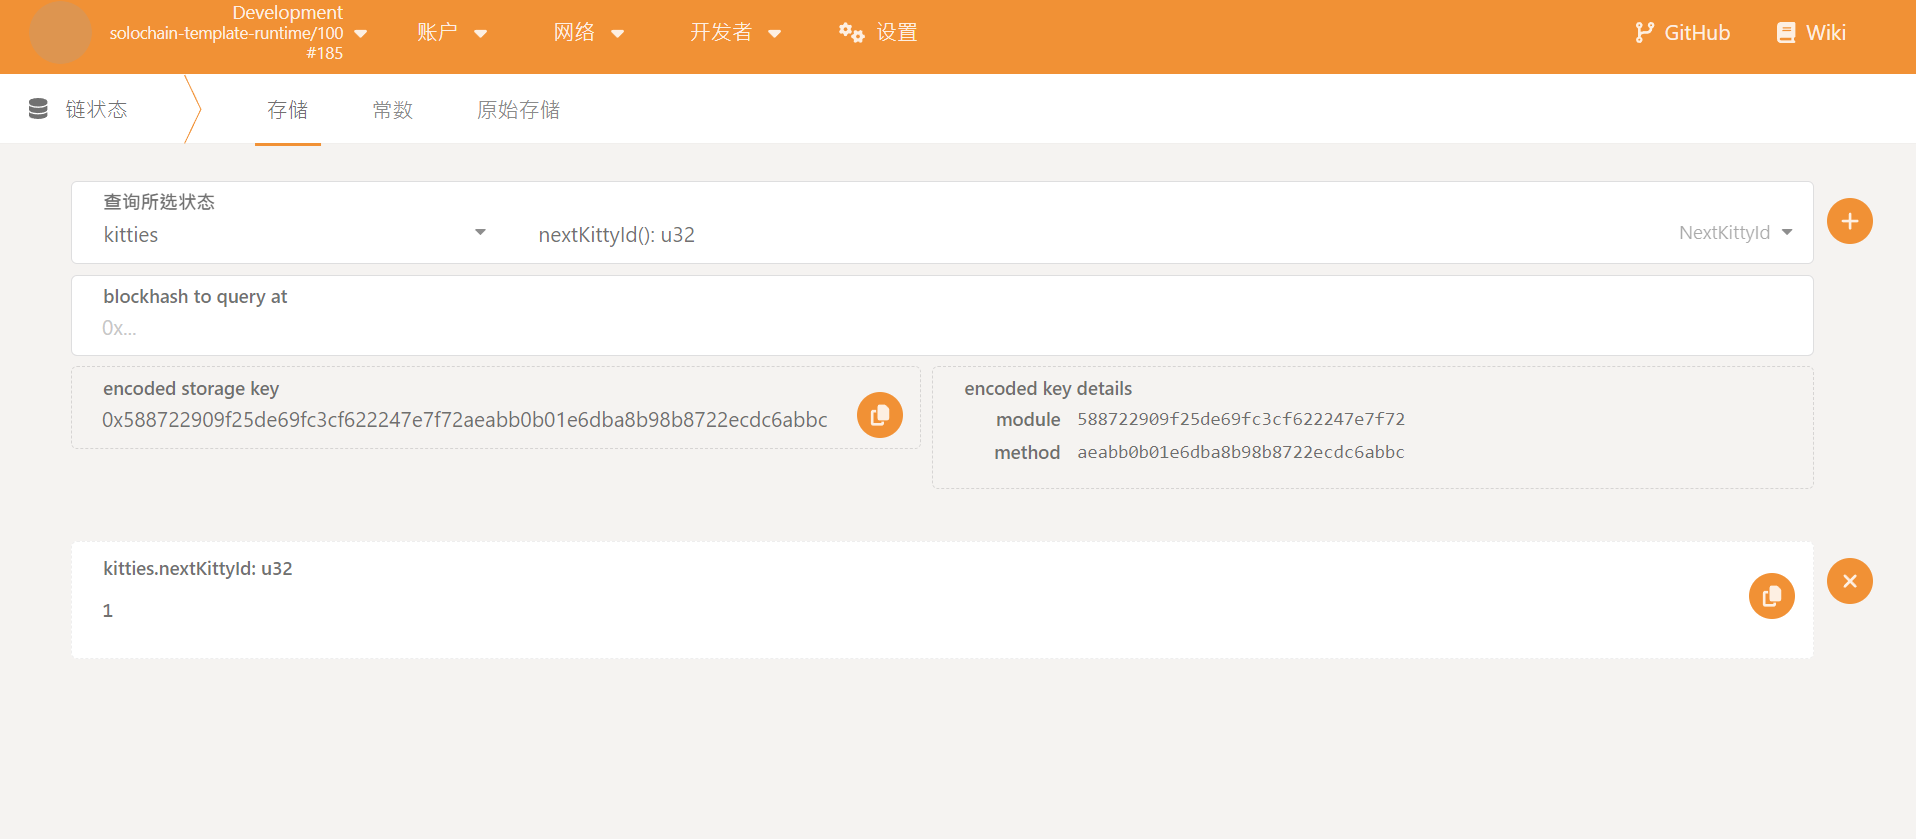 Development
solochain-template-runtime/100
#185
账户
网络
开发者
设置
GitHub
Wiki
链状态
存储
常数
原始存储
查询所选状态
kitties
nextKittyId(): u32
NextKittyId
blockhash to query at
0x...
encoded storage key
0x588722909f25de69fc3cf622247e7f72aeabb0b01e6dba8b98b8722ecdc6abbc
encoded key details
module 588722909f25de69fc3cf622247e7f72
method aeabb0b01e6dba8b98b8722ecdc6abbc
kitties.nextKittyId: u32
1